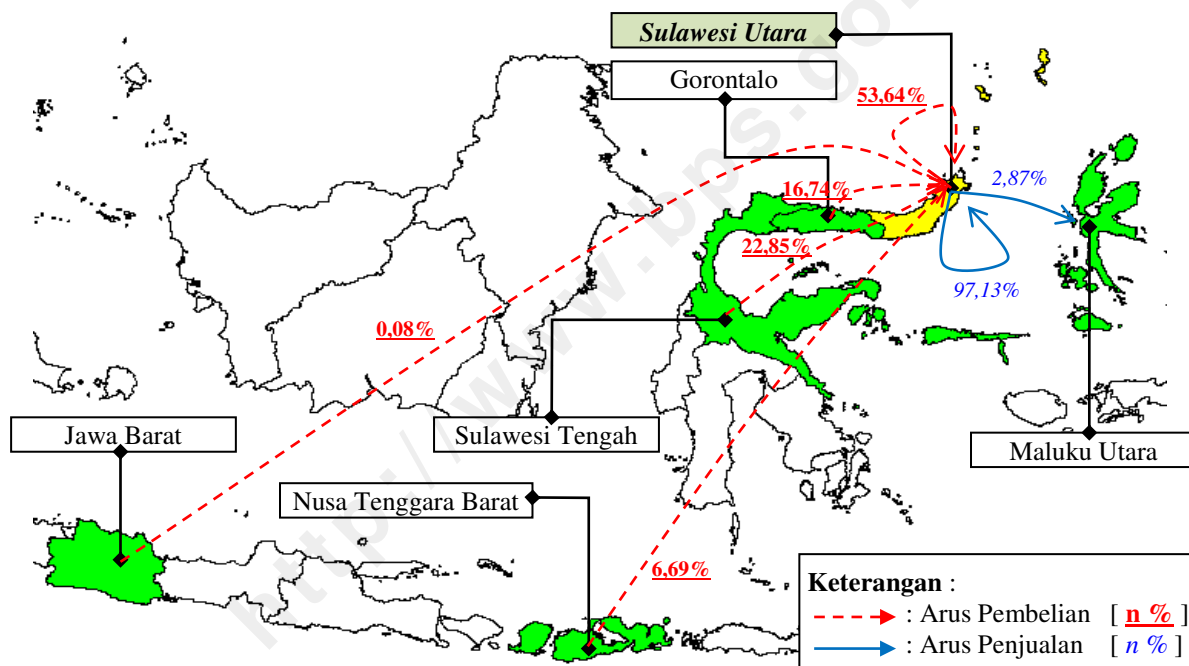 Sulawesi Utara
Gorontalo
53,64%
2,87%
16,74%
22,85%
97,13%
0,08%
Jawa Barat
Sulawesi Tengah
Maluku Utara
Nusa Tenggara Barat
6,69%
Keterangan :
: Arus Pembelian [ n % ]
: Arus Penjualan [ n % ]
http://www.bps.go.